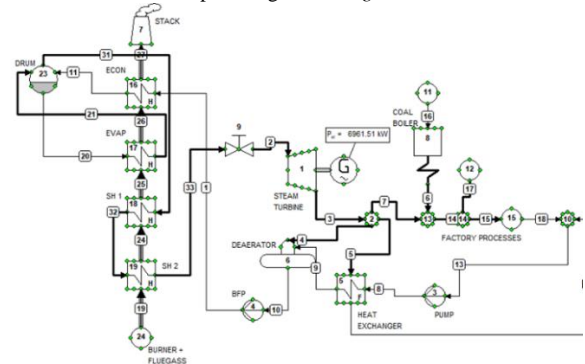 STACK
7
31
27
DRUM
ECON
23
11
16
H
21
26
EVAP
9
11
COAL
BOILER
16
8
2
P = 6961.51 kW
20
17
H
1
G
1
33
25
SH 1
STEAM
TURBINE
12
17
32
18
H
7
6
3
2
13
14
14
15
15
18
10
FACTORY PROCESSES
24
SH 2
DEAERATOR
4
6
5
9
19
H
13
BFP
4
10
5
F
8
3
PUMP
HEAT
EXCHANGER
19
24
BURNER +
FLUEGASS